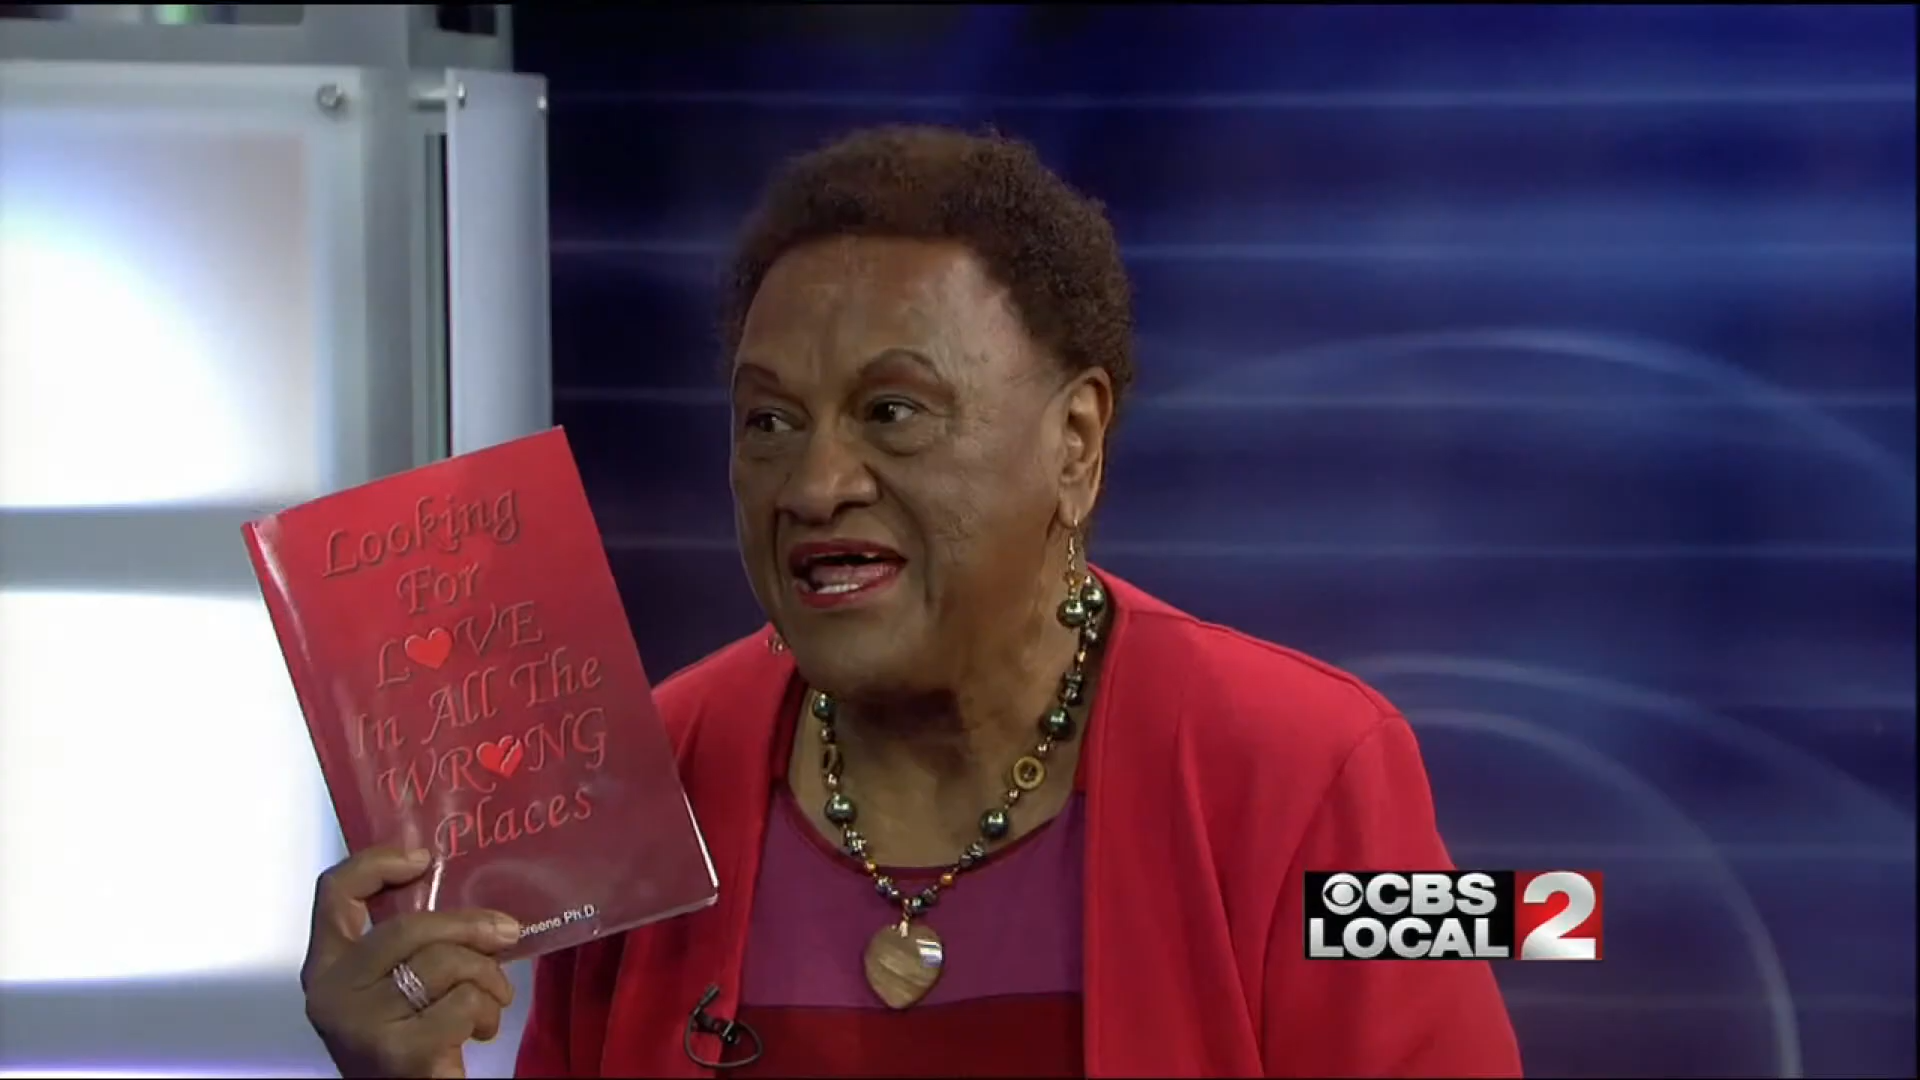 Looking
For
LOVE
In All The
WRONG
Places
Greene Ph.D.
CBS
LOCAL 2